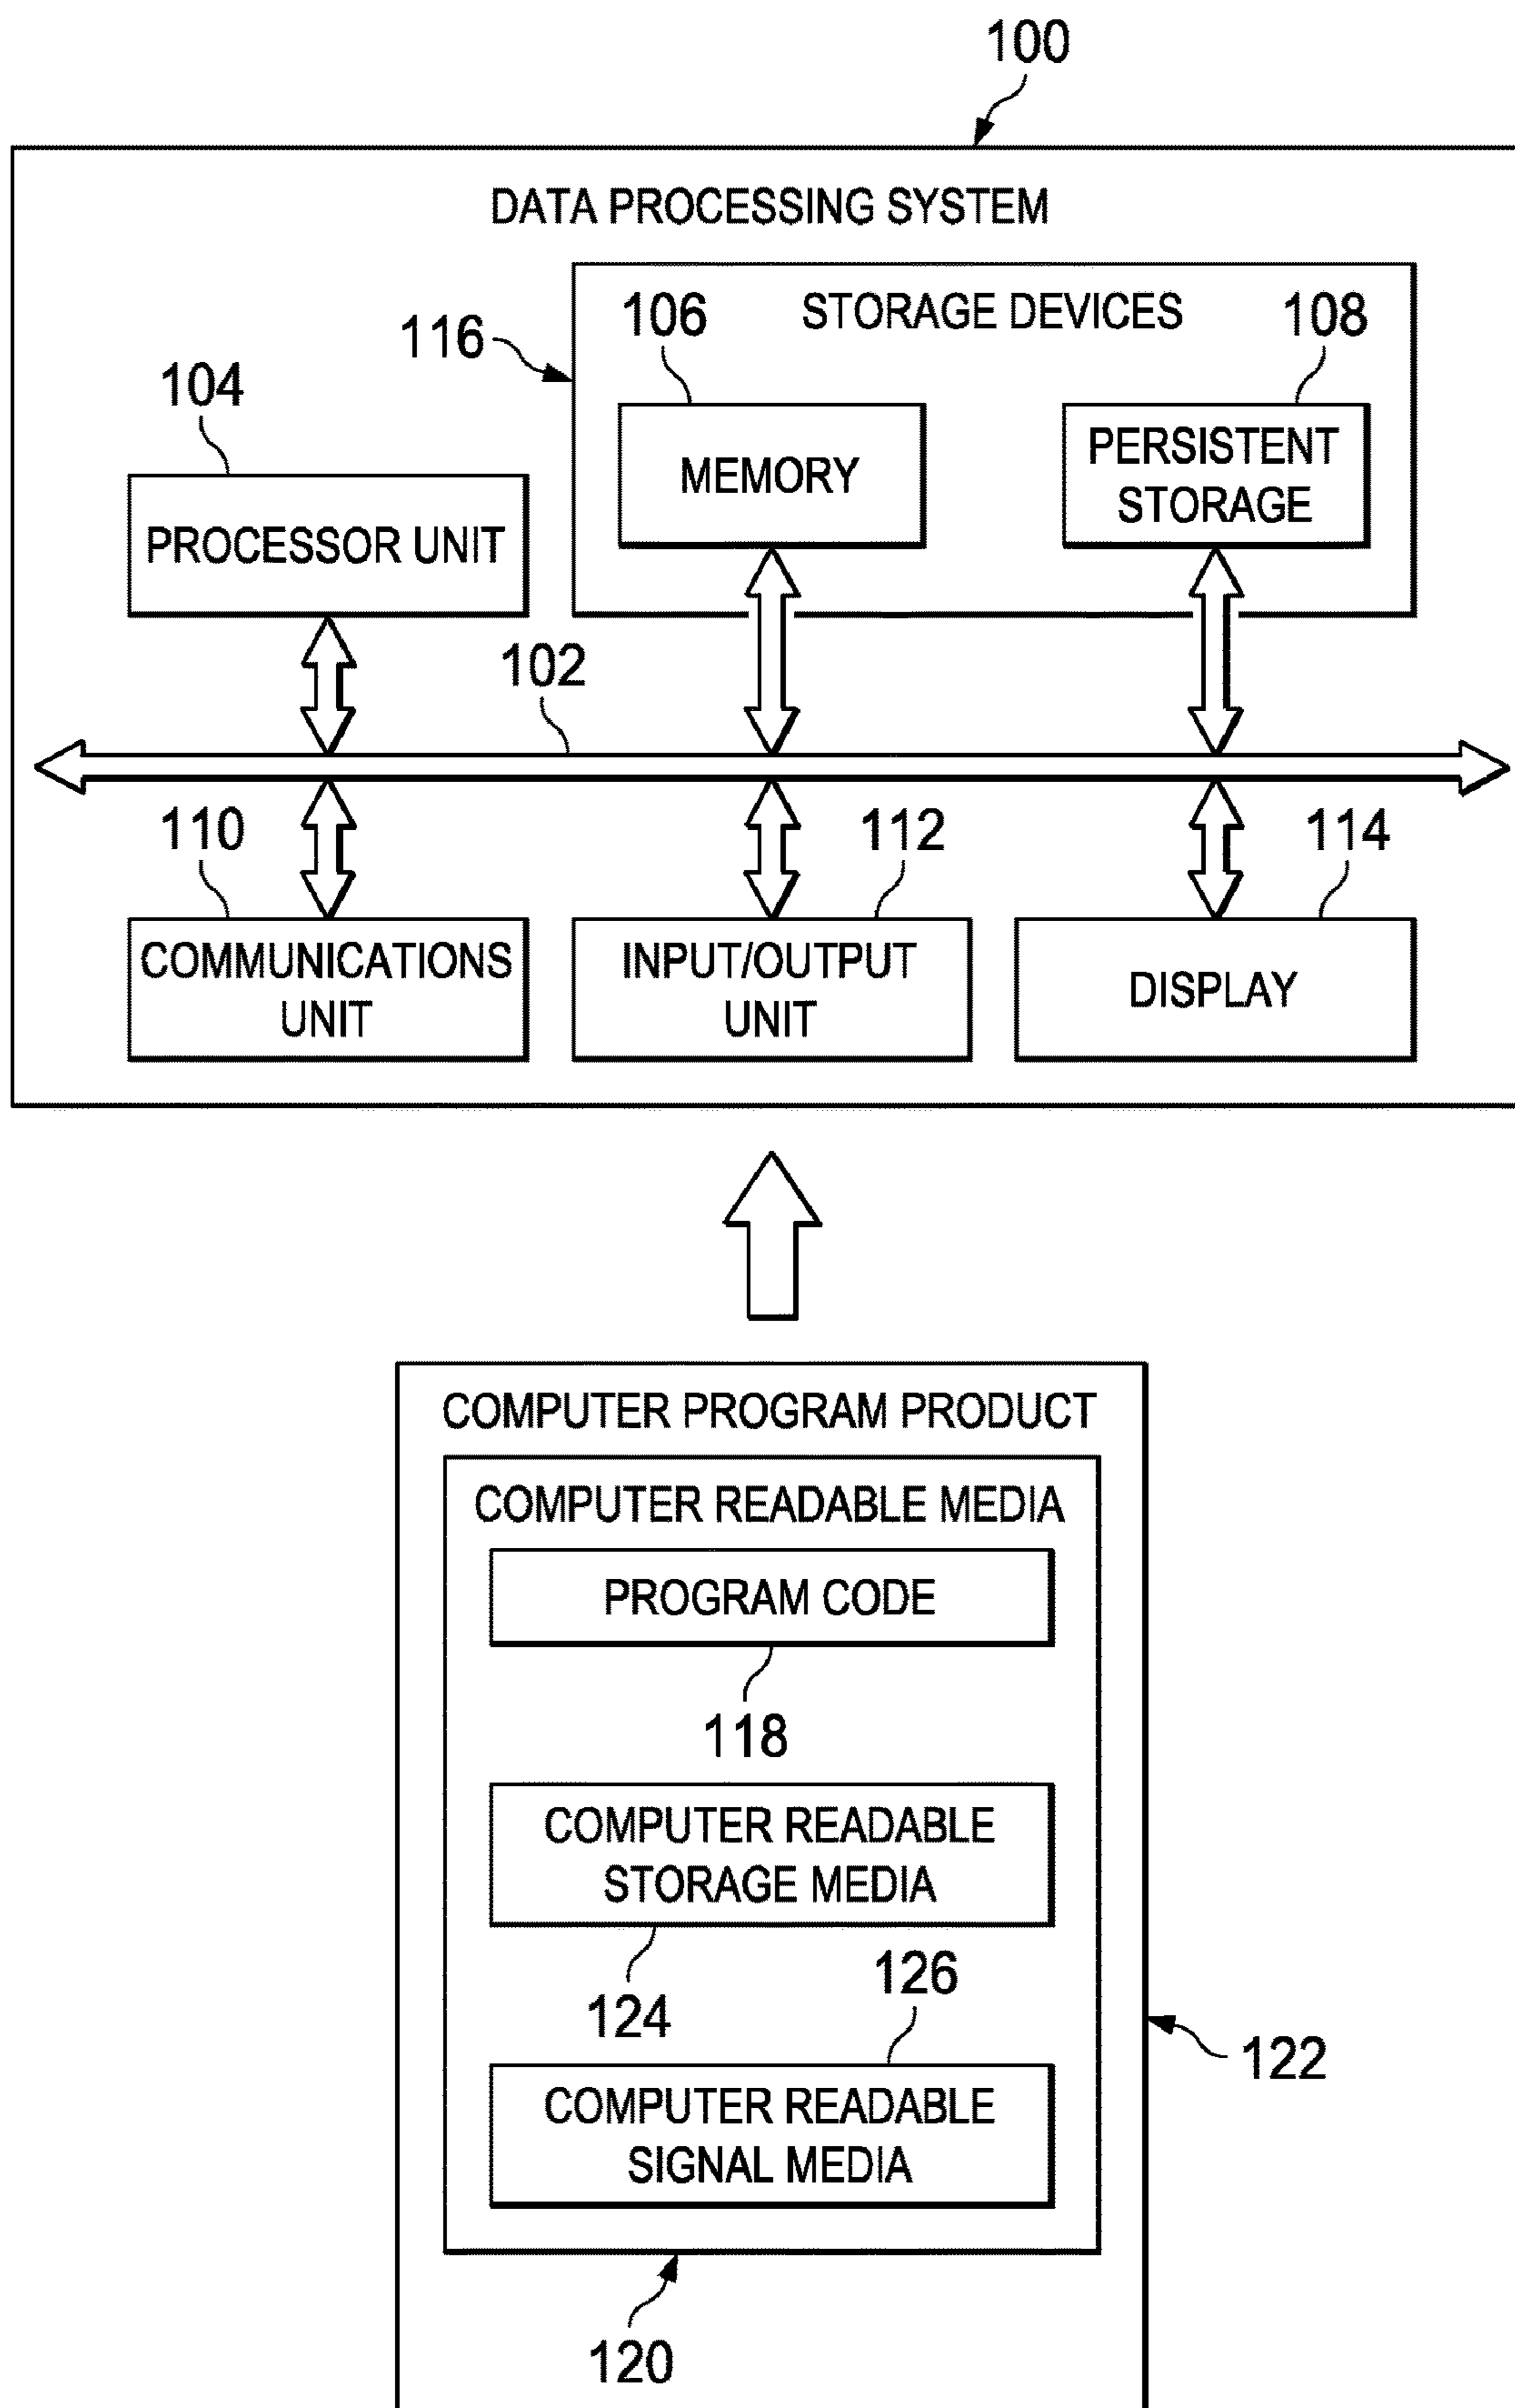 100
DATA PROCESSING SYSTEM
106
STORAGE DEVICES
108
116
104
MEMORY
PERSISTENT
STORAGE
PROCESSOR UNIT
102
110
112
114
COMMUNICATIONS
UNIT
INPUT/OUTPUT
UNIT
DISPLAY
COMPUTER PROGRAM PRODUCT
COMPUTER READABLE MEDIA
PROGRAM CODE
118
COMPUTER READABLE
STORAGE MEDIA
124
126
122
COMPUTER READABLE
SIGNAL MEDIA
120